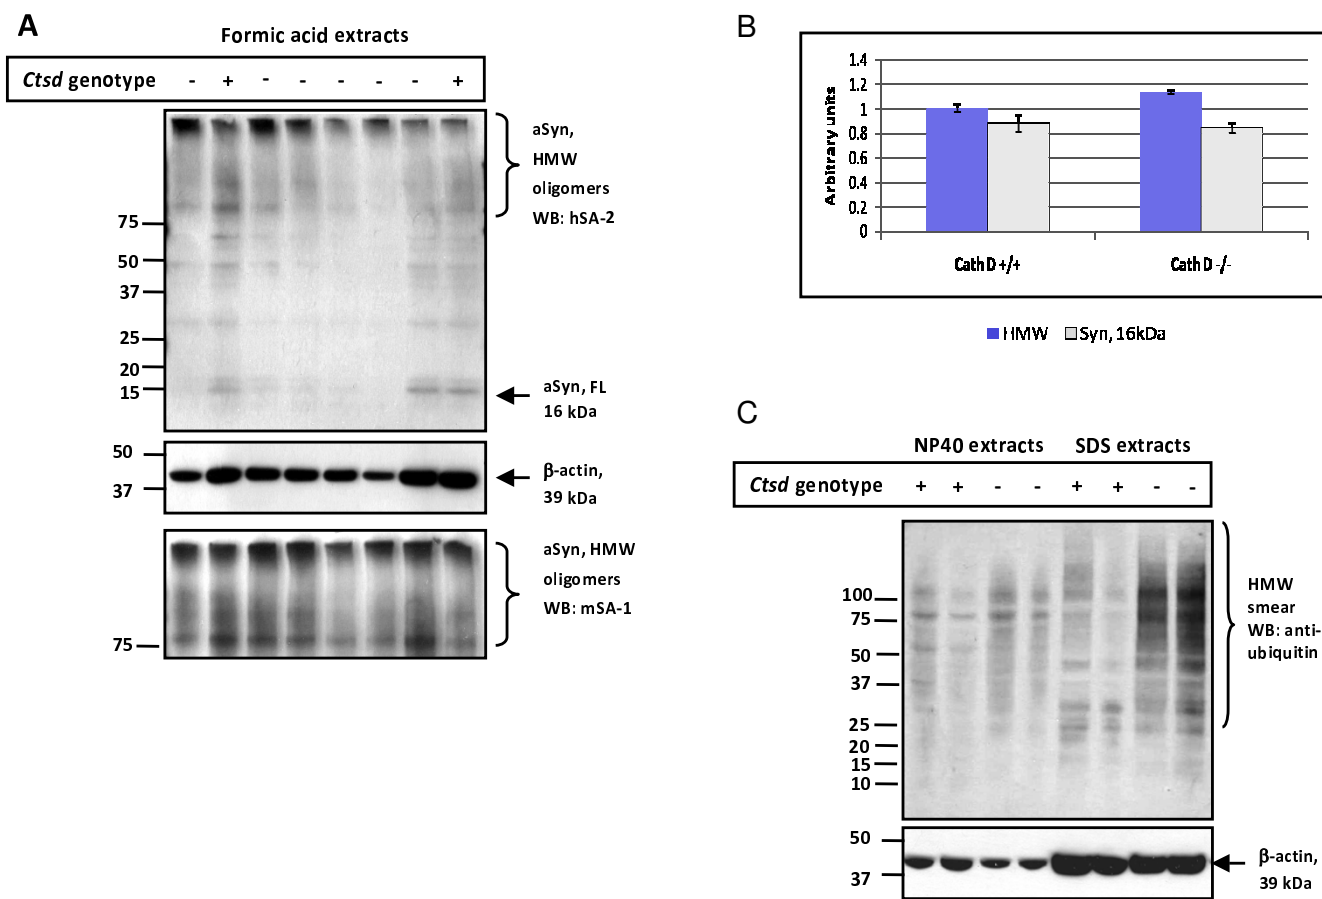 A
Formic acid extracts
Ctsd genotype - + - - - - - +
aSyn,
HMW
oligomers
WB: hSA-2
75
50
37
25
20
15
aSyn, FL
16 kDa
50
37
β-actin,
39 kDa
aSyn, HMW
oligomers
WB: mSA-1
75
B
Arbitrary units
1.4
1.2
1
0.8
0.6
0.4
0.2
0
Cath D +/+ Cath D -/-
HMW Syn, 16kDa
C
NP40 extracts SDS extracts
Ctsd genotype + + - - + + - -
100
75
50
37
25
20
15
10
HMW
smear
WB: anti-
ubiquitin
50
37
β-actin,
39 kDa